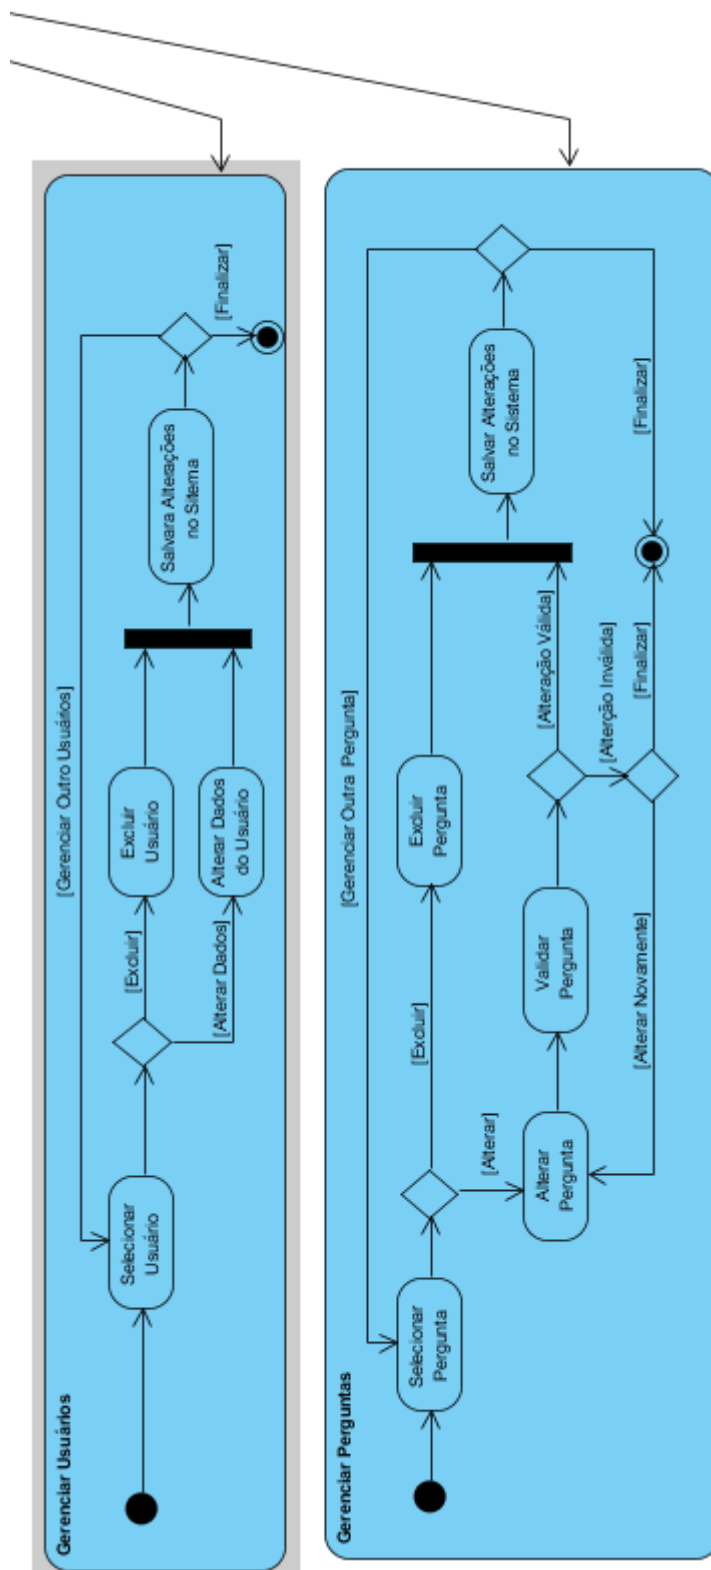 Gerenciar Usuários
Selecionar
Usuário
[Excluir]
[Alterar Dados]
Excluir
Usuário
Alterar Dados
do Usuário
[Gerenciar Outro Usuários]
Salvara Alterações
no Sitema
[Finalizar]
Gerenciar Perguntas
Selecionar
Pergunta
[Excluir]
[Alterar]
Alterar
Pergunta
Validar
Pergunta
[Alterar Novamente]
Excluir
Pergunta
[Gerenciar Outra Pergunta]
[Alteração Válida]
[Alterção Inválida]
[Finalizar]
Salvar Alterações
no Sistema
[Finalizar]